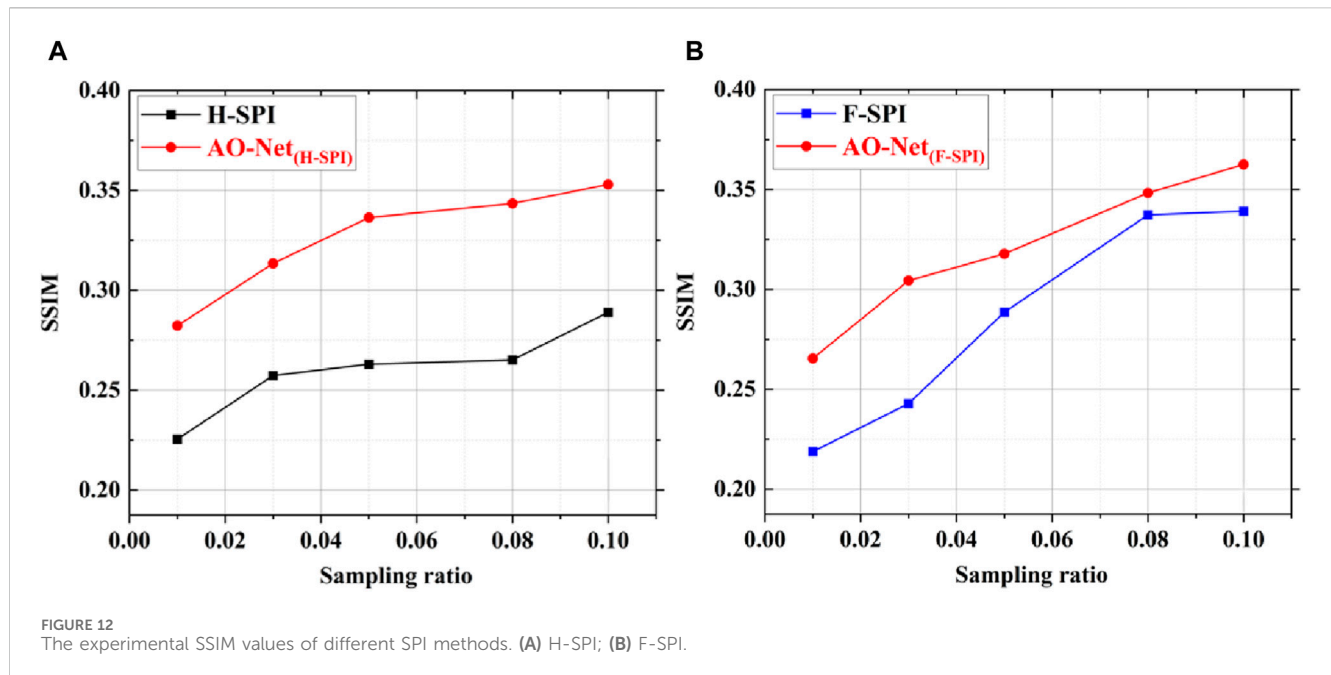 A
0.40
0.35
0.30
0.25
0.20
SSIM
H-SPI
AO-Net(H-SPI)
0.00 0.02 0.04 0.06 0.08 0.10
Sampling ratio
B
0.40
0.35
0.30
0.25
0.20
SSIM
F-SPI
AO-Net(F-SPI)
0.00 0.02 0.04 0.06 0.08 0.10
Sampling ratio
FIGURE 12
The experimental SSIM values of different SPI methods. (A) H-SPI; (B) F-SPI.